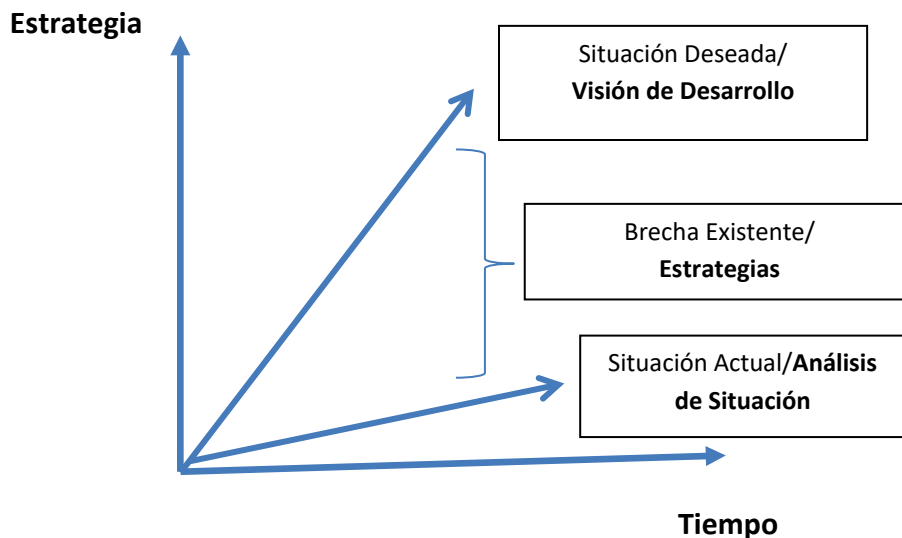 Estrategia
Situación Deseada/
Visión de Desarrollo
Brecha Existente/
Estrategias
Situación Actual/Análisis
de Situación
Tiempo